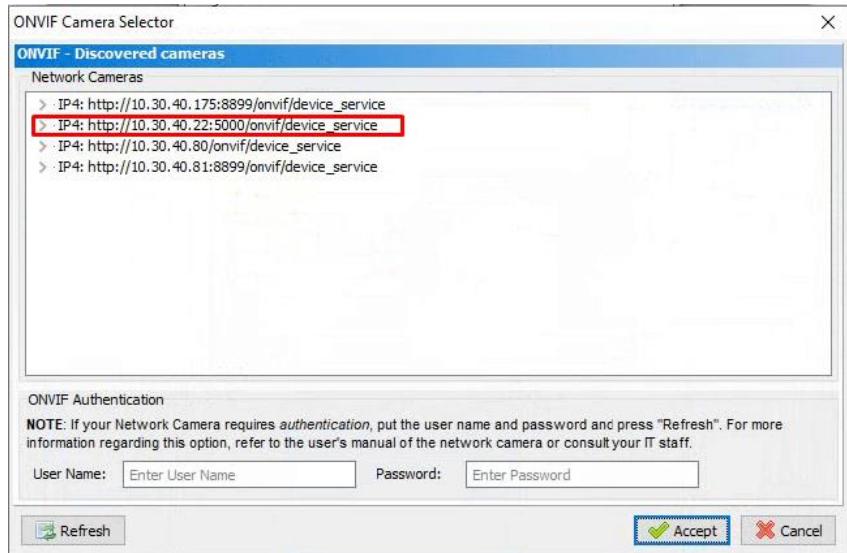 ONVIF Camera Selector
ONVIF - Discovered cameras
Network Cameras
IP4: http://10.30.40.175:8899/onvif/device_service
IP4: http://10.30.40.22:5000/onvif/device_service
IP4: http://10.30.40.80/onvif/device_service
IP4: http://10.30.40.81:8899/onvif/device_service
ONVIF Authentication
NOTE: If your Network Camera requires authentication, put the user name and password and press "Refresh". For more
information regarding this option, refer to the user's manual of the network camera or consult your IT staff.
User Name: Enter User Name Password: Enter Password
Refresh Accept Cancel